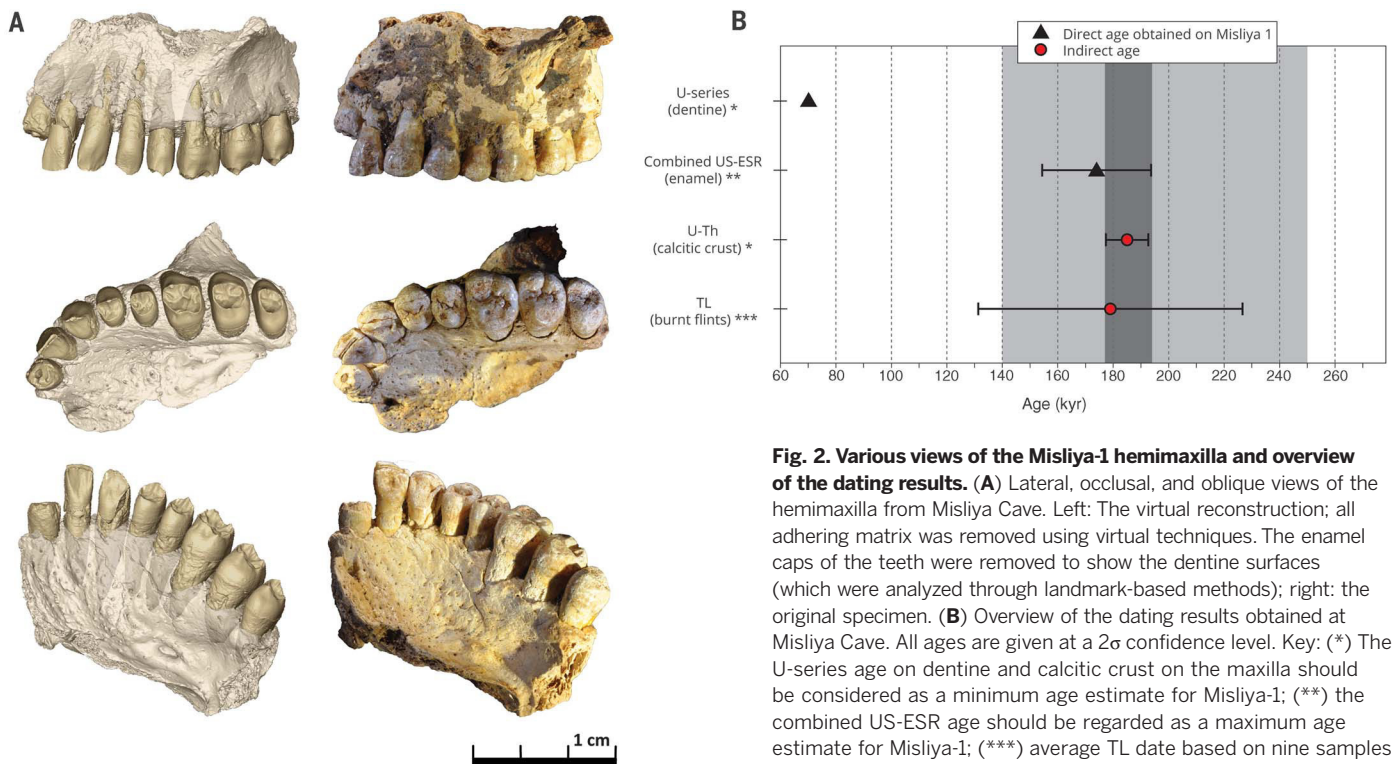 A
1 cm
B
▲ Direct age obtained on Misliya 1
● Indirect age
U-series
(dentine) *
Combined US-ESR
(enamel) **
U-Th
(calcitic crust) *
TL
(burnt flints) ***
60 80 100 120 140 160 180 200 220 240 260
Age (kyr)
Fig. 2. Various views of the Misliya-1 hemimaxilla and overview
of the dating results. (A) Lateral, occlusal, and oblique views of the
hemimaxilla from Misliya Cave. Left: The virtual reconstruction; all
adhering matrix was removed using virtual techniques. The enamel
caps of the teeth were removed to show the dentine surfaces
(which were analyzed through landmark-based methods); right: the
original specimen. (B) Overview of the dating results obtained at
Misliya Cave. All ages are given at a 2σ confidence level. Key: (*) The
U-series age on dentine and calcitic crust on the maxilla should
be considered as a minimum age estimate for Misliya-1; (**) the
combined US-ESR age should be regarded as a maximum age
estimate for Misliya-1; (***) average TL date based on nine samples